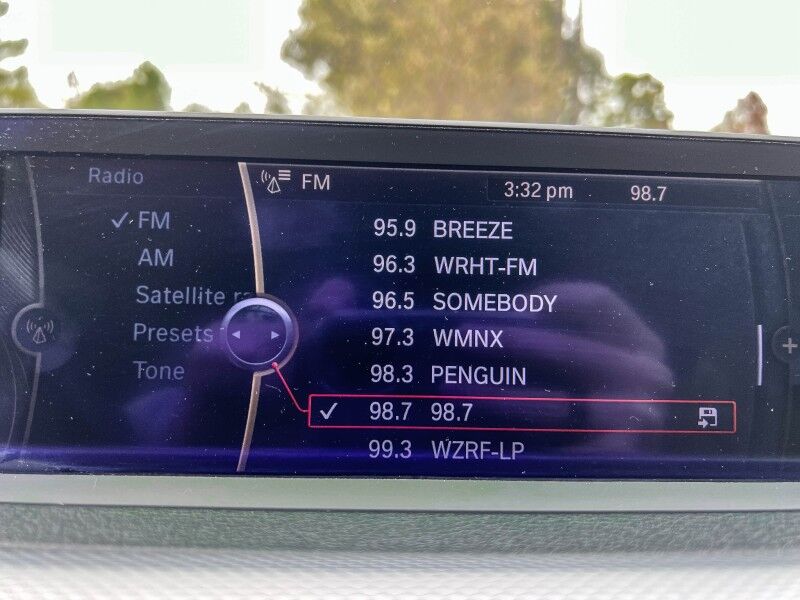 Radio
FM
3:32 pm
98.7
✓ FM
AM
Satellite
Presets
Tone
95.9 BREEZE
96.3 WRHT-FM
96.5 SOMEBODY
97.3 WMNX
98.3 PENGUIN
✓ 98.7 98.7
99.3 WZRF-LP
+